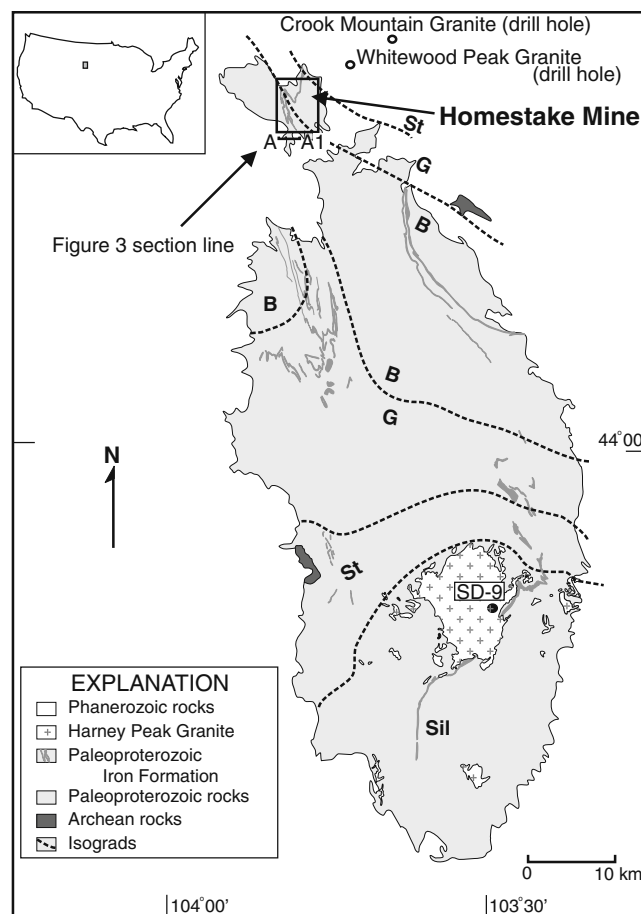 Crook Mountain Granite (drill hole)
Whitewood Peak Granite
(drill hole)
Homestake Mine
St
A A1
G
Figure 3 section line
B
B
B
G
44°00'
N
St
SD-9
Sil
EXPLANATION
Phanerozoic rocks
Harney Peak Granite
Paleoproterozoic
Iron Formation
Paleoproterozoic rocks
Archean rocks
Isograds
0 10 km
104°00'
103°30'